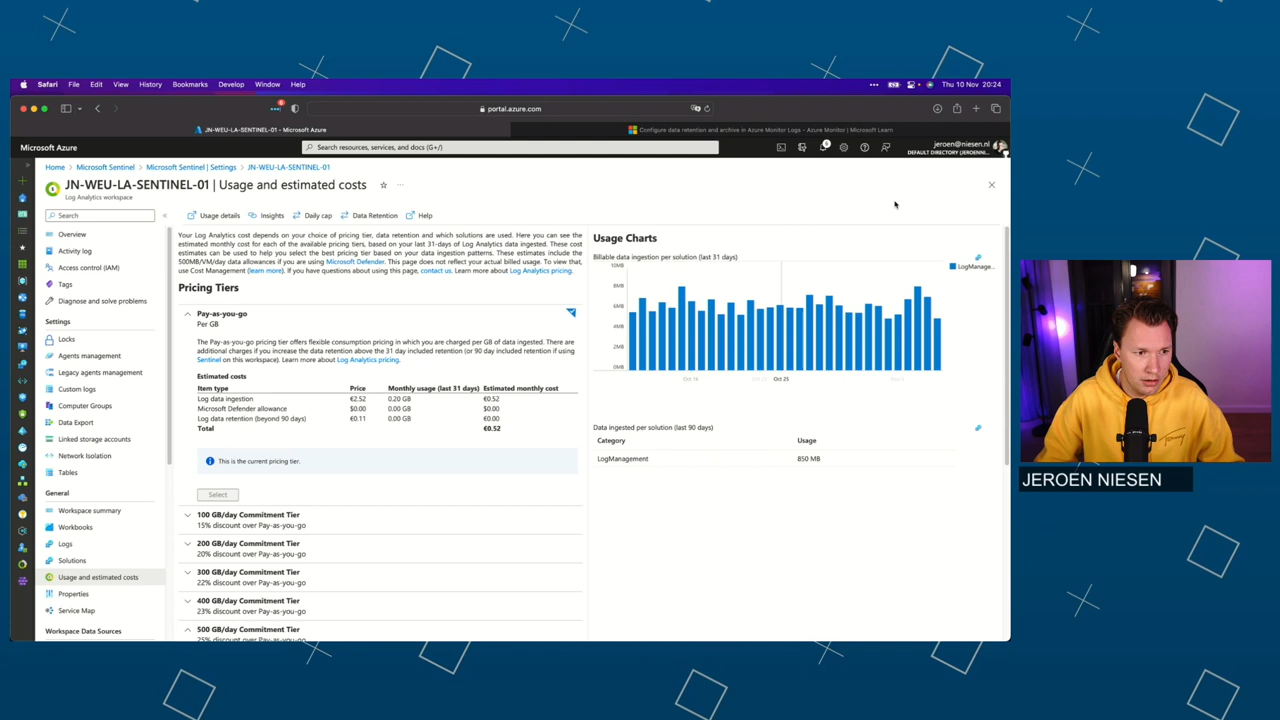 Safari File Edit View History Bookmarks Develop Window Help
Thu 10 Nov 20:24
portal.azure.com
JN-WEU-LA-SENTINEL-01 - Microsoft Azure
Configure data retention and archive in Azure Monitor Logs - Azure Monitor | Microsoft Learn
Microsoft Azure
Search resources, services, and docs (G+/)
jeroen@niesen.nl
DEFAULT DIRECTORY (JEROENNI...
Home > Microsoft Sentinel > Microsoft Sentinel | Settings > JN-WEU-LA-SENTINEL-01
JN-WEU-LA-SENTINEL-01 | Usage and estimated costs
Log Analytics workspace
Search
Overview
Activity log
Access control (IAM)
Tags
Diagnose and solve problems
Settings
Locks
Agents management
Legacy agents management
Custom logs
Computer Groups
Data Export
Linked storage accounts
Network Isolation
Tables
General
Workspace summary
Workbooks
Logs
Solutions
Usage and estimated costs
Properties
Service Map
Workspace Data Sources
Usage details Insights Daily cap Data Retention Help
Your Log Analytics cost depends on your choice of pricing tier, data retention and which solutions are used. Here you can see the
estimated monthly cost for each of the available pricing tiers, based on your last 31-days of Log Analytics data ingested. These cost
estimates can be used to help you select the best pricing tier based on your data ingestion patterns. These estimates include the
500MB/VM/day data allowances if you are using Microsoft Defender. This page does not reflect your actual billed usage. To view that,
use Cost Management (learn more). If you have questions about using this page, contact us. Learn more about Log Analytics pricing.
Pricing Tiers
Pay-as-you-go
Per GB
The Pay-as-you-go pricing tier offers flexible consumption pricing in which you are charged per GB of data ingested. There are
additional charges if you increase the data retention above the 31 day included retention (or 90 day included retention if using
Sentinel on this workspace). Learn more about Log Analytics pricing.
Estimated costs
Item type Price Monthly usage (last 31 days) Estimated monthly cost
Log data ingestion €2.52 0.20 GB €0.52
Microsoft Defender allowance $0.00 0.00 GB $0.00
Log data retention (beyond 90 days) €0.11 0.00 GB €0.00
Total €0.52
This is the current pricing tier.
Select
100 GB/day Commitment Tier
15% discount over Pay-as-you-go
200 GB/day Commitment Tier
20% discount over Pay-as-you-go
300 GB/day Commitment Tier
22% discount over Pay-as-you-go
400 GB/day Commitment Tier
23% discount over Pay-as-you-go
500 GB/day Commitment Tier
25% discount over Pay-as-you-go
Usage Charts
Billable data ingestion per solution (last 31 days)
10MB
8MB
6MB
4MB
2MB
0MB
Oct 16
Oct 25
LogManage...
Data ingested per solution (last 90 days)
Category Usage
LogManagement 850 MB
JEROEN NIESEN